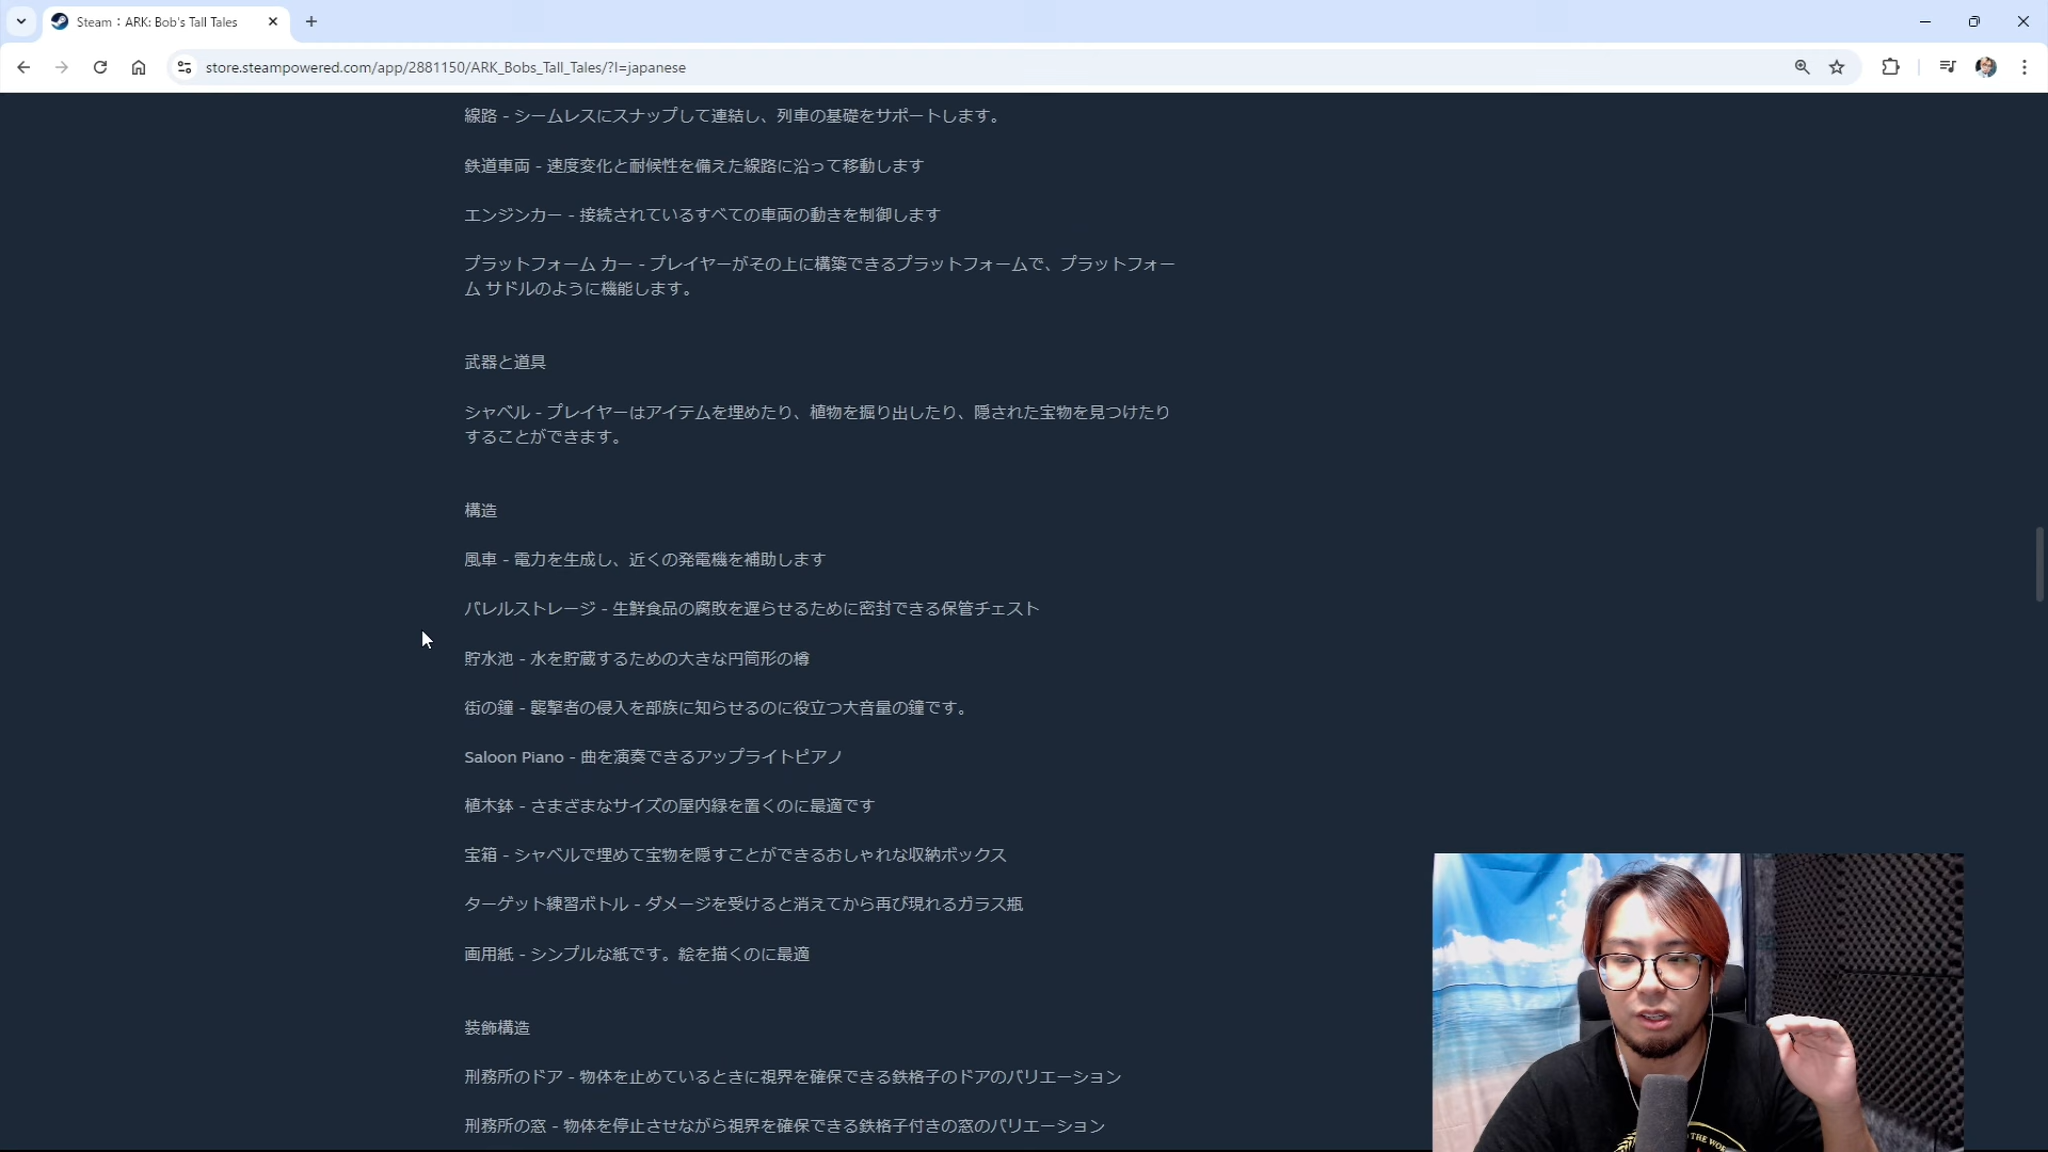 Steam：ARK: Bob's Tall Tales
store.steampowered.com/app/2881150/ARK_Bobs_Tall_Tales/?l=japanese
線路 - シームレスにスナップして連結し、列車の基礎をサポートします。
鉄道車両 - 速度変化と耐候性を備えた線路に沿って移動します
エンジンカー - 接続されているすべての車両の動きを制御します
プラットフォーム カー - プレイヤーがその上に構築できるプラットフォームで、プラットフォー
ム サドルのように機能します。
武器と道具
シャベル - プレイヤーはアイテムを埋めたり、植物を掘り出したり、隠された宝物を見つけたり
することができます。
構造
風車 - 電力を生成し、近くの発電機を補助します
バレルストレージ - 生鮮食品の腐敗を遅らせるために密封できる保管チェスト
貯水池 - 水を貯蔵するための大きな円筒形の樽
街の鐘 - 襲撃者の侵入を部族に知らせるのに役立つ大音量の鐘です。
Saloon Piano - 曲を演奏できるアップライトピアノ
植木鉢 - さまざまなサイズの屋内緑を置くのに最適です
宝箱 - シャベルで埋めて宝物を隠すことができるおしゃれな収納ボックス
ターゲット練習ボトル - ダメージを受けると消えてから再び現れるガラス瓶
画用紙 - シンプルな紙です。絵を描くのに最適
装飾構造
刑務所のドア - 物体を止めているときに視界を確保できる鉄格子のドアのバリエーション
刑務所の窓 - 物体を停止させながら視界を確保できる鉄格子付きの窓のバリエーション